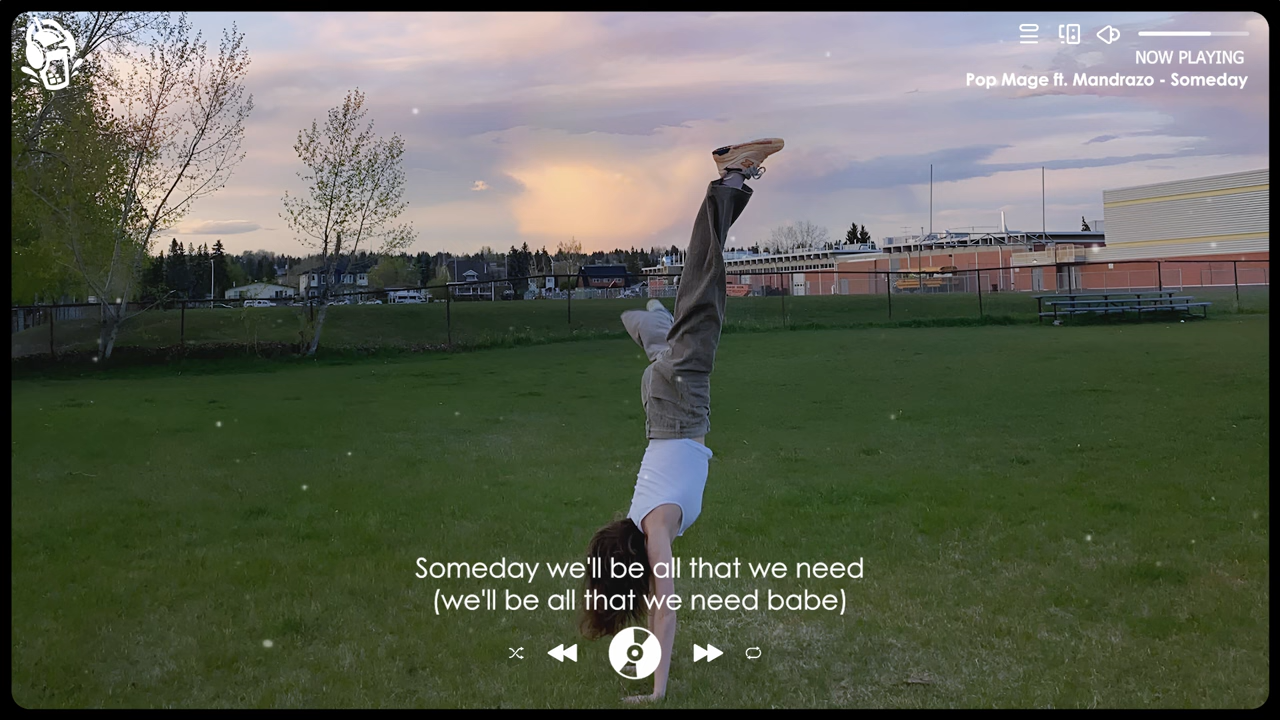 NOW PLAYING
Pop Mage ft. Mandrazo - Someday
Someday we'll be all that we need
(we'll be all that we need babe)